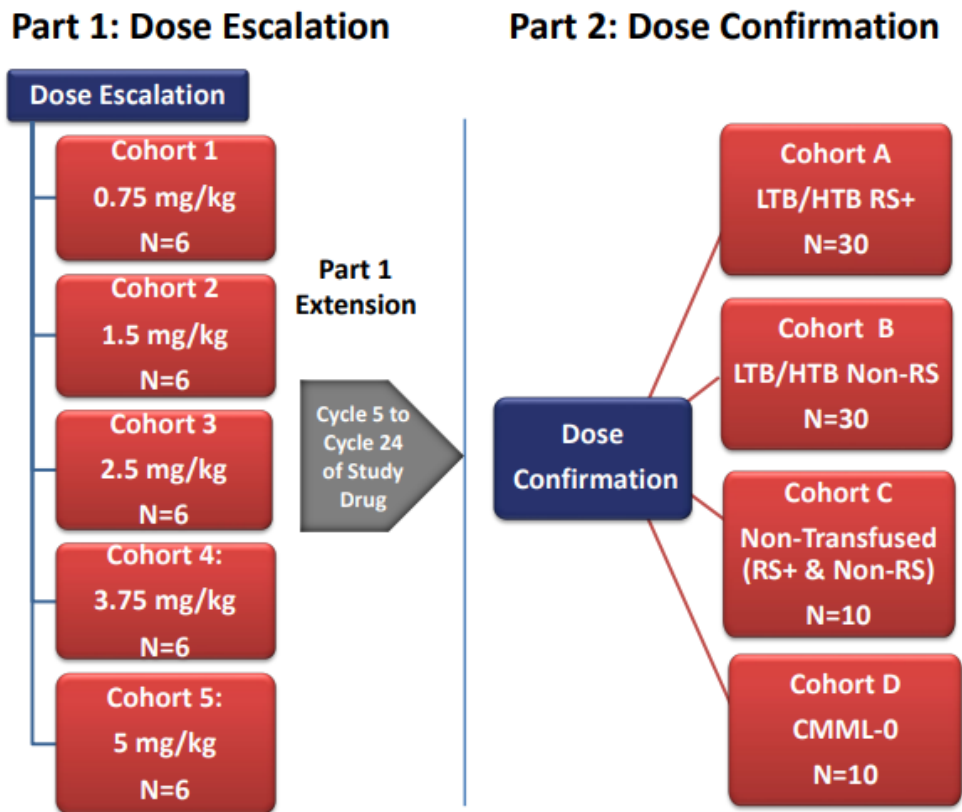 Part 1: Dose Escalation
Dose Escalation
Cohort 1
0.75 mg/kg
N=6
Cohort 2
1.5 mg/kg
N=6
Cohort 3
2.5 mg/kg
N=6
Cohort 4:
3.75 mg/kg
N=6
Cohort 5:
5 mg/kg
N=6
Part 1
Extension
Cycle 5 to
Cycle 24
of Study
Drug
Part 2: Dose Confirmation
Dose
Confirmation
Cohort A
LTB/HTB RS+
N=30
Cohort B
LTB/HTB Non-RS
N=30
Cohort C
Non-Transfused
(RS+ & Non-RS)
N=10
Cohort D
CMML-0
N=10